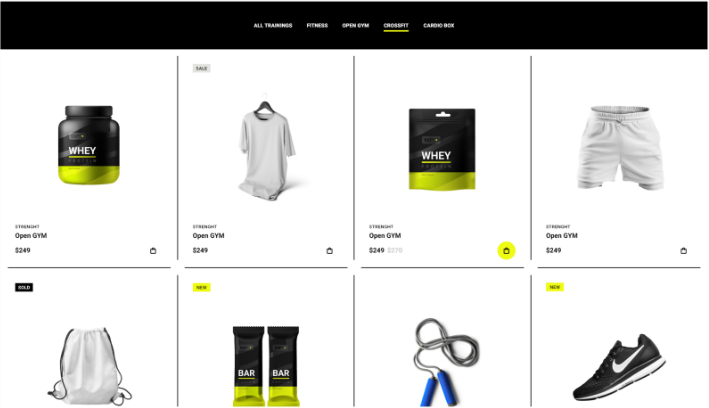 ALL TRAININGS FITNESS OPEN GYM CROSSFIT CARDIO BOX
SALE
WHEY
PROTEIN
WHEY
PROTEIN
STRENGHT
Open GYM
$249
STRENGHT
Open GYM
$249
STRENGHT
Open GYM
$249 $270
STRENGHT
Open GYM
$249
SOLD
NEW
BAR
BAR
NEW